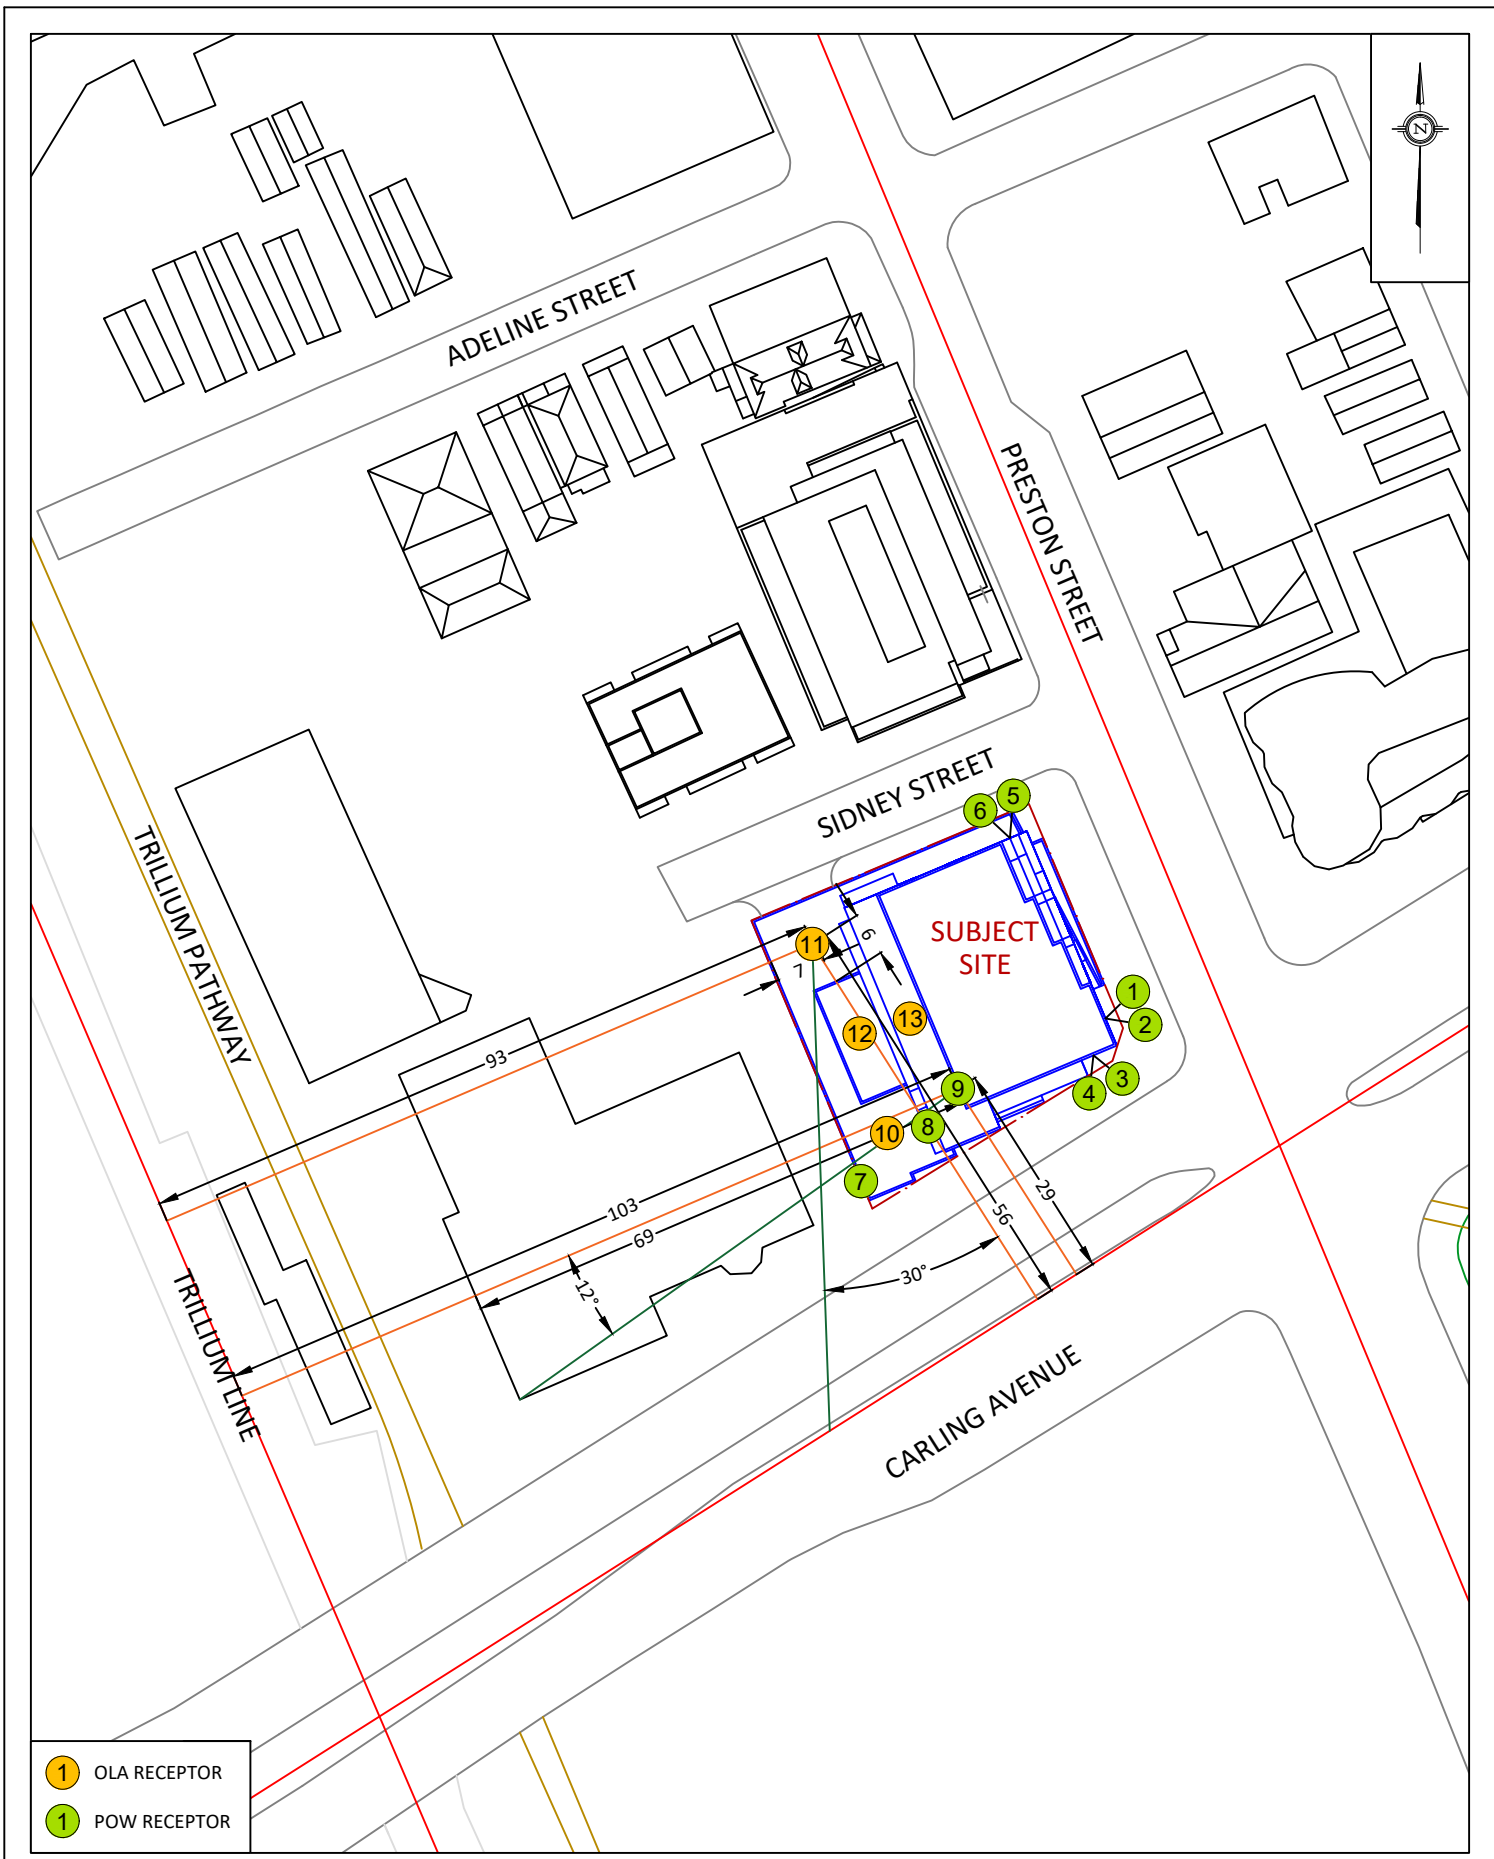 N
ADELINE STREET
PRESTON STREET
SIDNEY STREET
TRILLIUM PATHWAY
6
5
SUBJECT
SITE
11
6
7
1
2
13
12
93
9
3
4
8
10
7
103
69
29
56
12°
30°
TRILLIUM LINE
CARLING AVENUE
1 OLA RECEPTOR
1 POW RECEPTOR